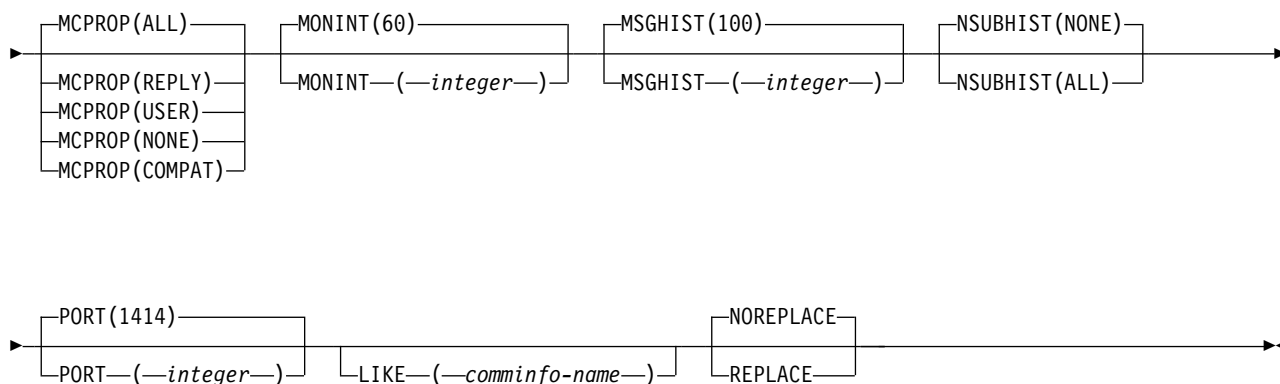 MCPROP(ALL) MONINT(60) MSGHIST(100) NSUBHIST(NONE)
MCPROP(REPLY) MONINT ( integer ) MSGHIST ( integer ) NSUBHIST(ALL)
MCPROP(USER)
MCPROP(NONE)
MCPROP(COMPAT)
PORT(1414) NOREPLACE
PORT ( integer ) LIKE ( comminfo-name ) REPLACE